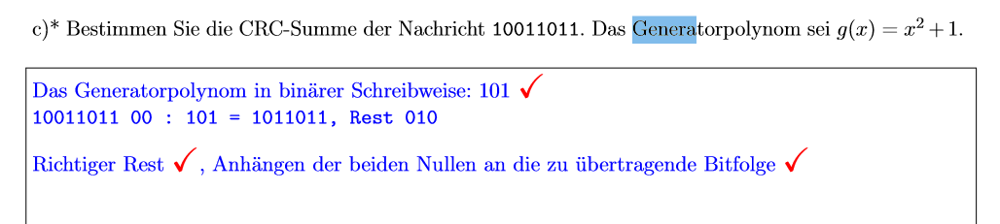 c)* Bestimmen Sie die CRC-Summe der Nachricht 10011011. Das Generatorpolynom sei g(x) = x² + 1.
Das Generatorpolynom in binärer Schreibweise: 101 ✓
10011011 00 : 101 = 1011011, Rest 010
Richtiger Rest ✓ , Anhängen der beiden Nullen an die zu übertragende Bitfolge ✓